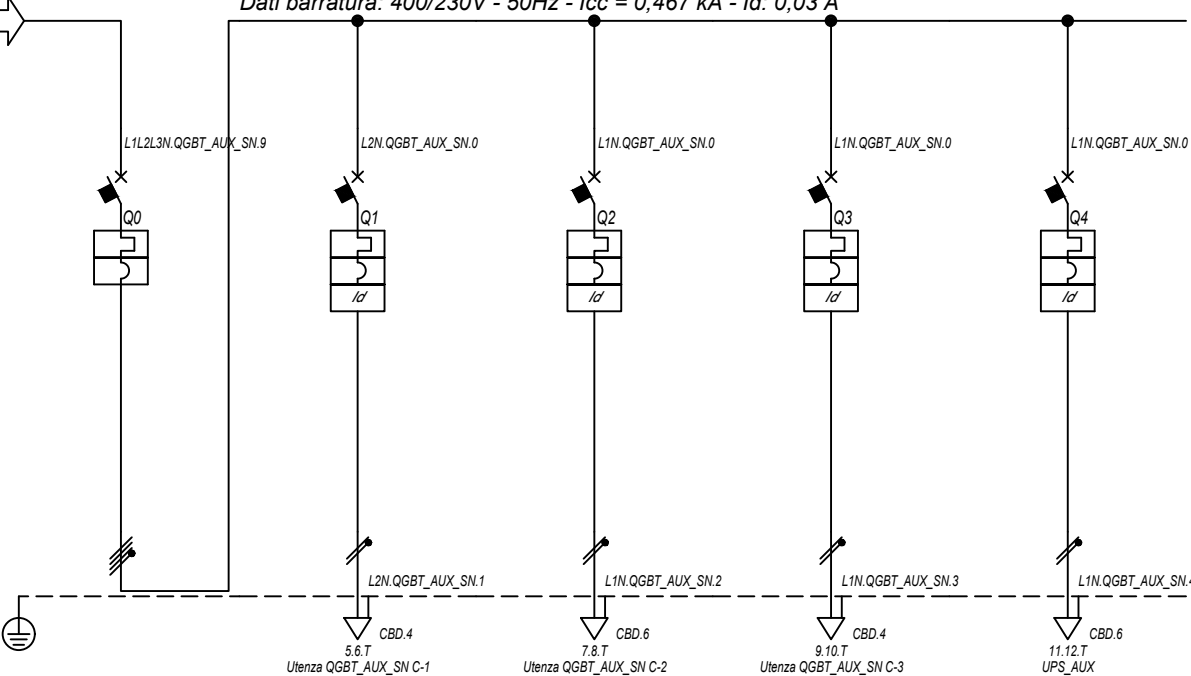 Dati barratura: 400/230V - 50Hz - Icc = 0,467 kA - Id: 0,03 A
L1L2L3N.QGBT_AUX_SN.9
L2N.QGBT_AUX_SN.0
L1N.QGBT_AUX_SN.0
L1N.QGBT_AUX_SN.0
L1N.QGBT_AUX_SN.0
Q0
Q1
Q2
Q3
Q4
Id
Id
Id
Id
L2N.QGBT_AUX_SN.1
L1N.QGBT_AUX_SN.2
L1N.QGBT_AUX_SN.3
L1N.QGBT_AUX_SN.4
CBD.4
CBD.6
CBD.4
CBD.6
5.6.T
Utenza QGBT_AUX_SN C-1
7.8.T
Utenza QGBT_AUX_SN C-2
9.10.T
Utenza QGBT_AUX_SN C-3
11.12.T
UPS_AUX